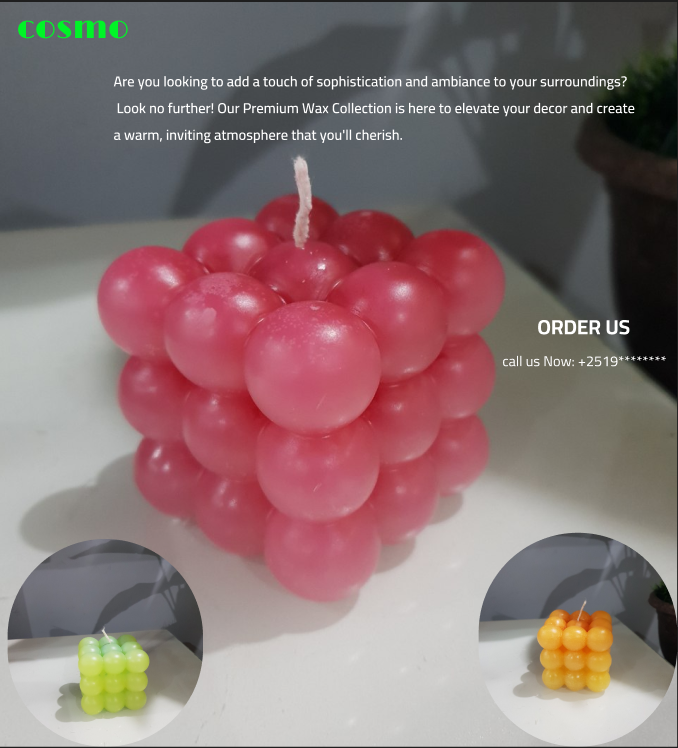 cosmo
Are you looking to add a touch of sophistication and ambiance to your surroundings?
Look no further! Our Premium Wax Collection is here to elevate your decor and create
a warm, inviting atmosphere that you'll cherish.
ORDER US
call us Now: +2519********